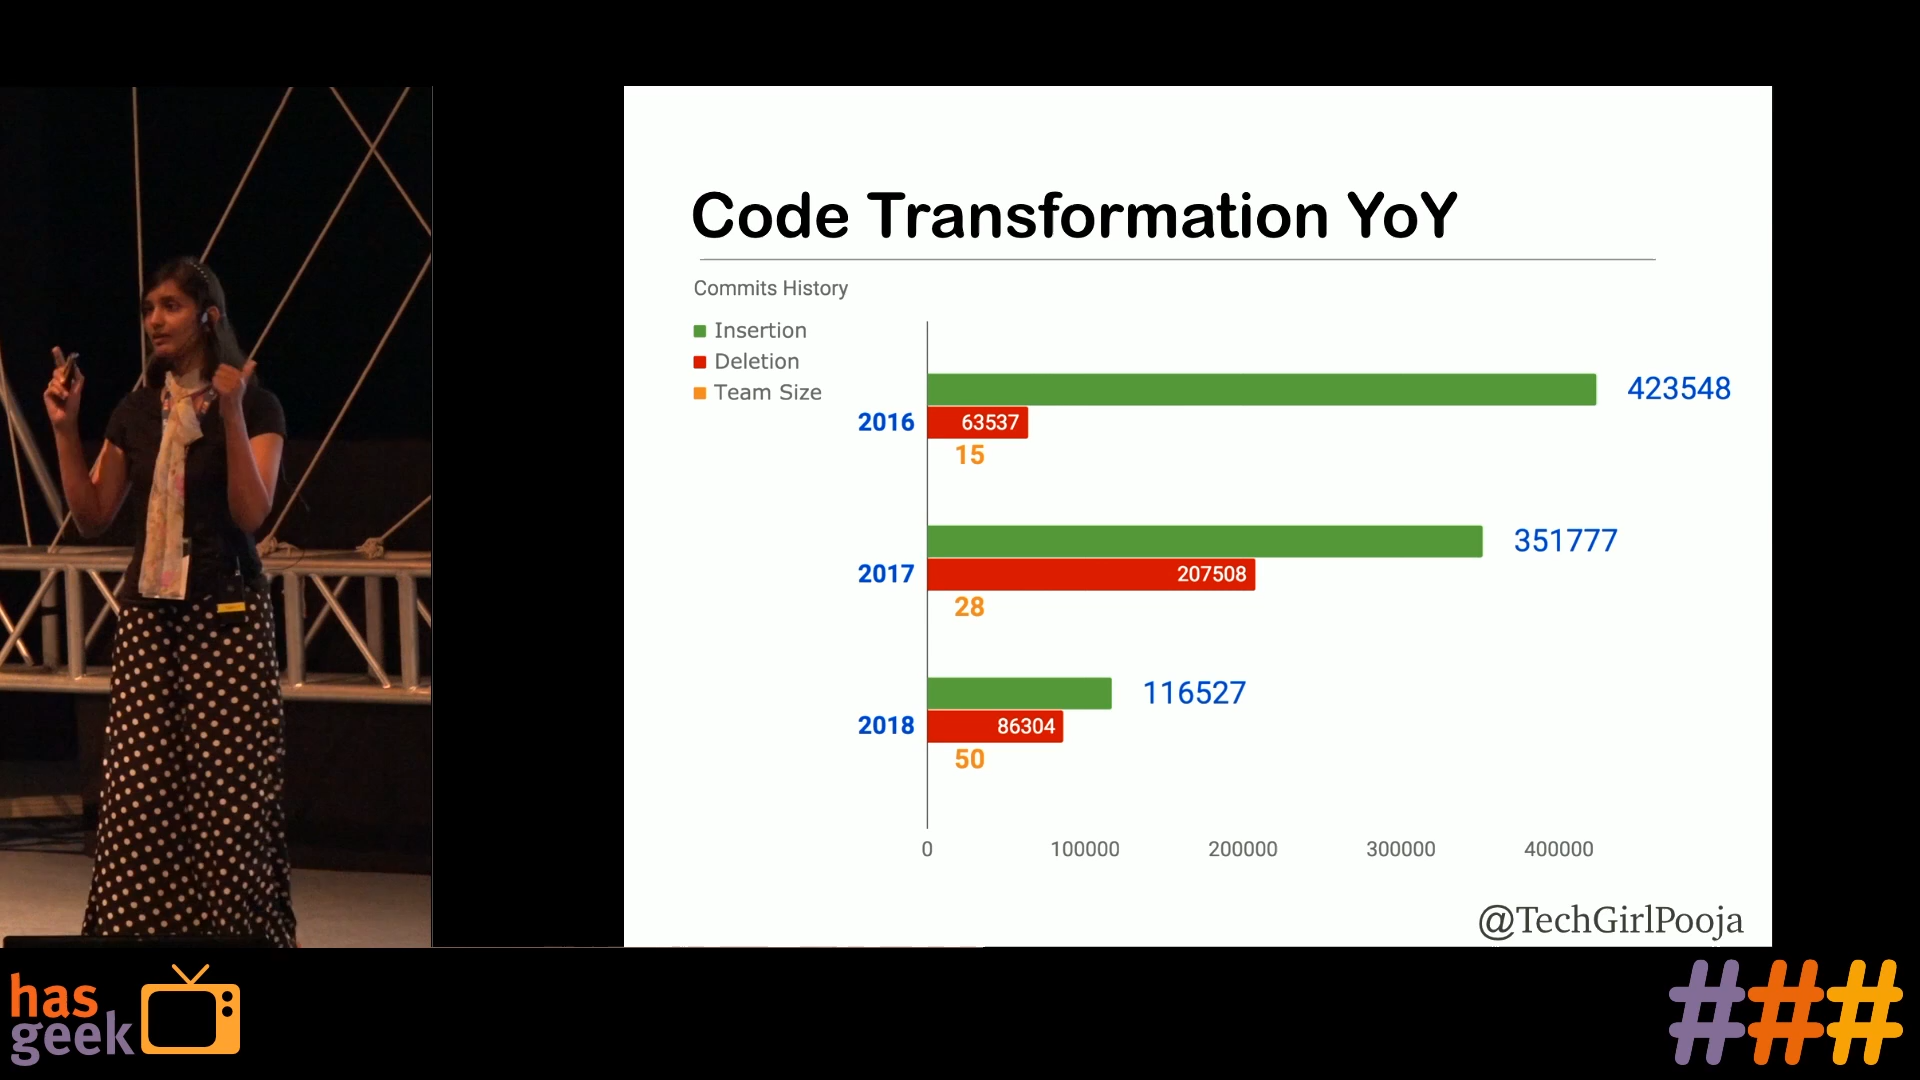 Code Transformation YoY
Commits History
Insertion
Deletion
Team Size
2016
423548
63537
15
2017
351777
207508
28
2018
116527
86304
50
0 100000 200000 300000 400000
@TechGirlPooja
has
geek
###